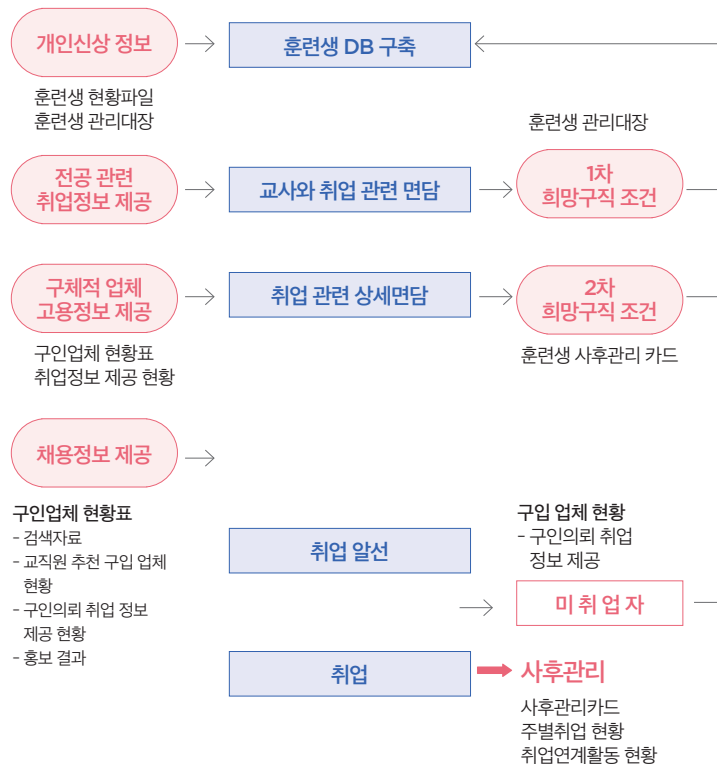 개인신상 정보
훈련생 DB 구축
훈련생 현황파일
훈련생 관리대장
훈련생 관리대장
전공 관련
취업정보 제공
교사와 취업 관련 면담
1차
희망구직 조건
구체적 업체
고용정보 제공
취업 관련 상세면담
2차
희망구직 조건
구인업체 현황표
취업정보 제공 현황
훈련생 사후관리 카드
채용정보 제공
구인업체 현황표
- 검색자료
- 교직원 추천 구입 업체
현황
- 구인의뢰 취업 정보
제공 현황
- 홍보 결과
취업 알선
구입 업체 현황
- 구인의뢰 취업
정보 제공
미 취 업 자
취업
사후관리
사후관리카드
주별취업 현황
취업연계활동 현황